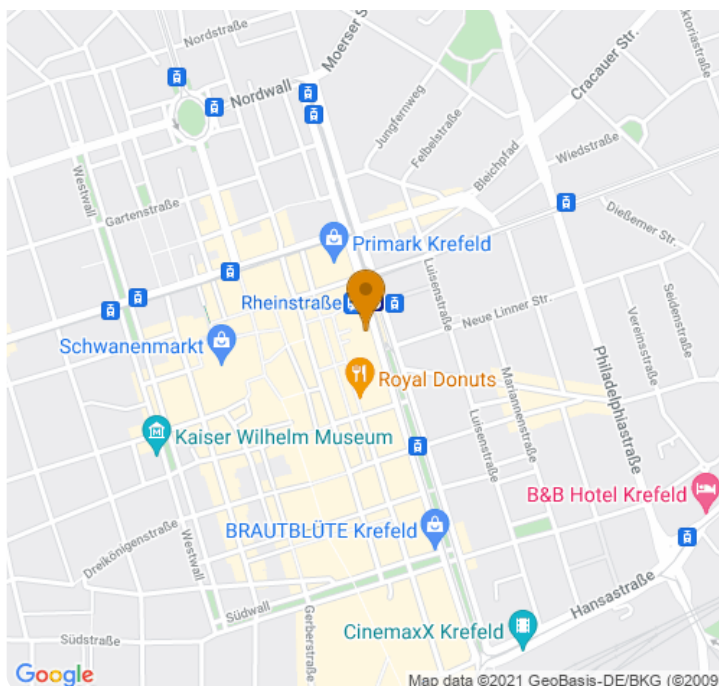 Nordstraße
Moerser S
Nordwall
Cracauer Str.
Jungfernweg
Felbelstraße
Bleichpfad
Wiedstraße
Westwall
Gartenstraße
Dießemer Str.
Primark Krefeld
Luisenstraße
Rheinstraße
Neue Linner Str.
Seidenstraße
Vereinsstraße
Schwanenmarkt
Philadelphiastraße
Royal Donuts
Mariannenstraße
Luisenstraße
Kaiser Wilhelm Museum
B&B Hotel Krefeld
BRAUTBLÜTE Krefeld
Dreikönigenstraße
Westwall
Hansastraße
Südwall
Gerberstraße
Südstraße
CinemaxX Krefeld
Google
Map data ©2021 GeoBasis-DE/BKG (©2009